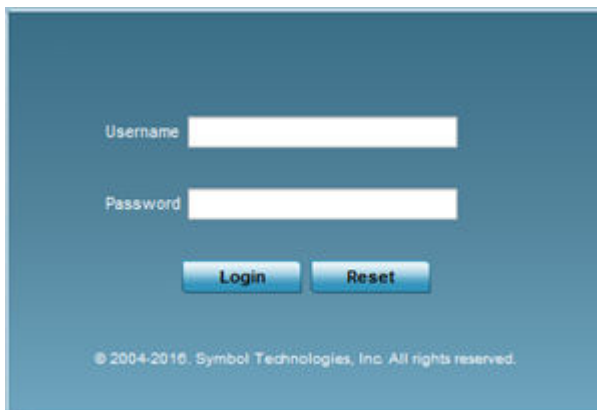 Username
Password
Login Reset
© 2004-2016. Symbol Technologies, Inc. All rights reserved.